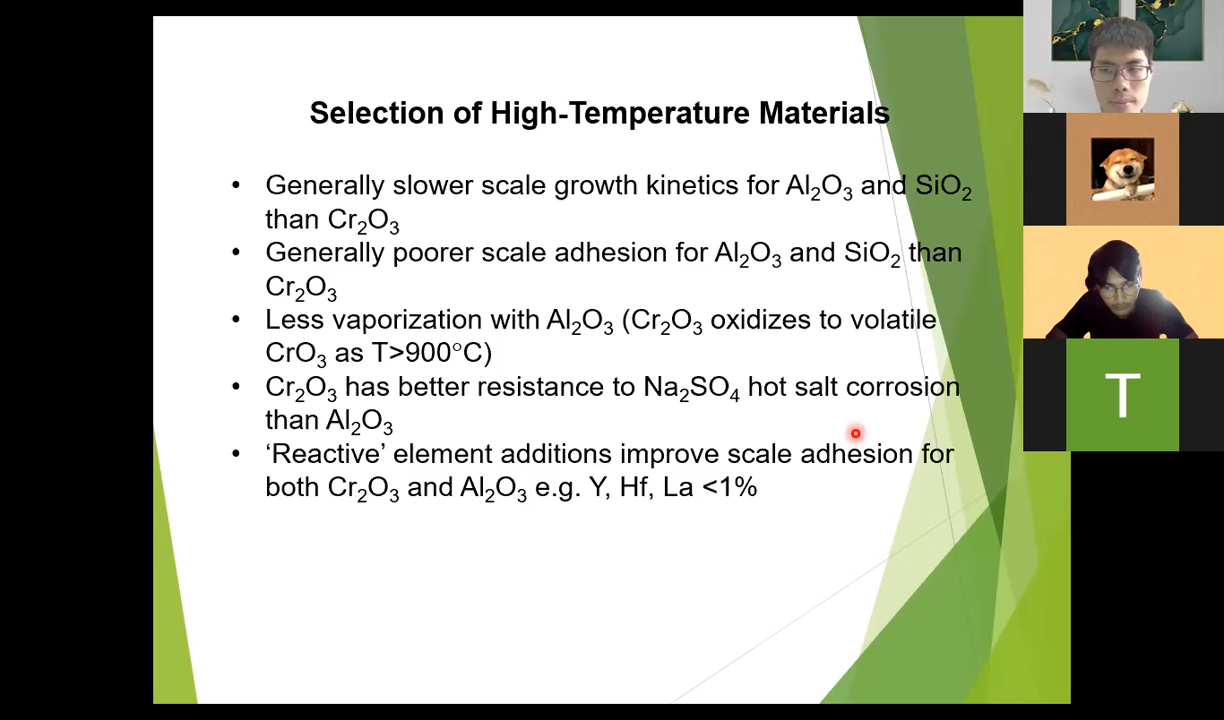 Selection of High-Temperature Materials
• Generally slower scale growth kinetics for Al₂O₃ and SiO₂
than Cr₂O₃
• Generally poorer scale adhesion for Al₂O₃ and SiO₂ than
Cr₂O₃
• Less vaporization with Al₂O₃ (Cr₂O₃ oxidizes to volatile
CrO₃ as T>900°C)
• Cr₂O₃ has better resistance to Na₂SO₄ hot salt corrosion
than Al₂O₃
• ‘Reactive’ element additions improve scale adhesion for
both Cr₂O₃ and Al₂O₃ e.g. Y, Hf, La <1%
T